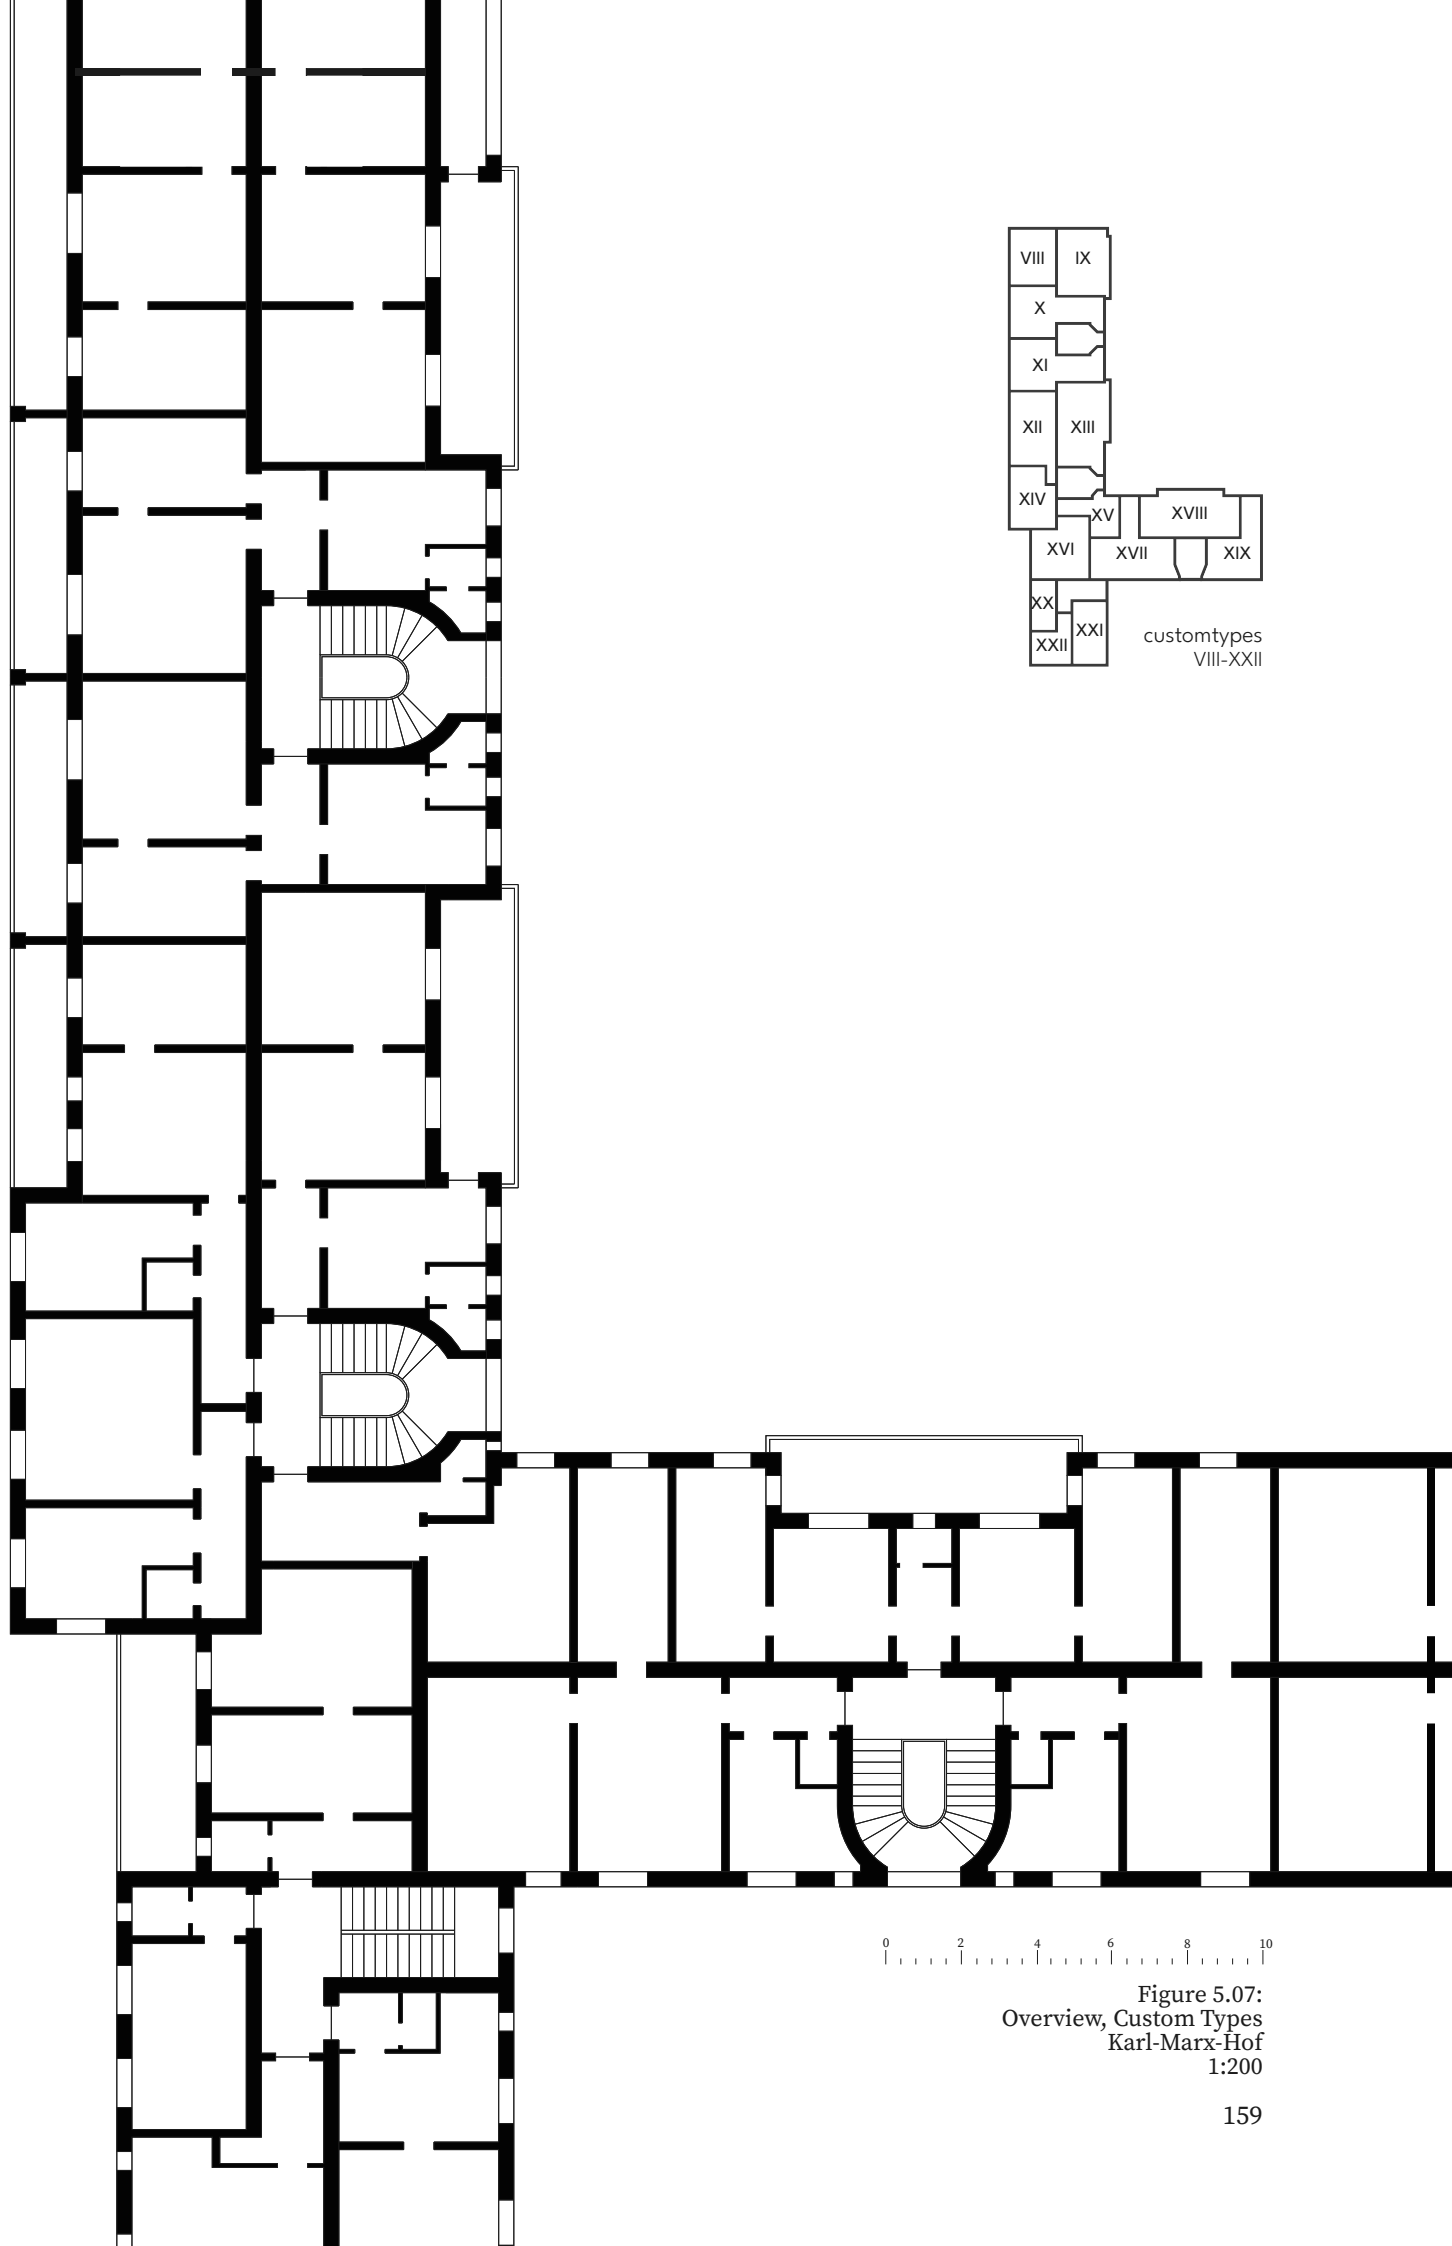 VIII IX
X
XI
XII XIII
XIV XV XVIII
XVI XVII XIX
XX
XXI
XXII
customtypes
VIII-XXII
0 2 4 6 8 10
Figure 5.07:
Overview, Custom Types
Karl-Marx-Hof
1:200
159